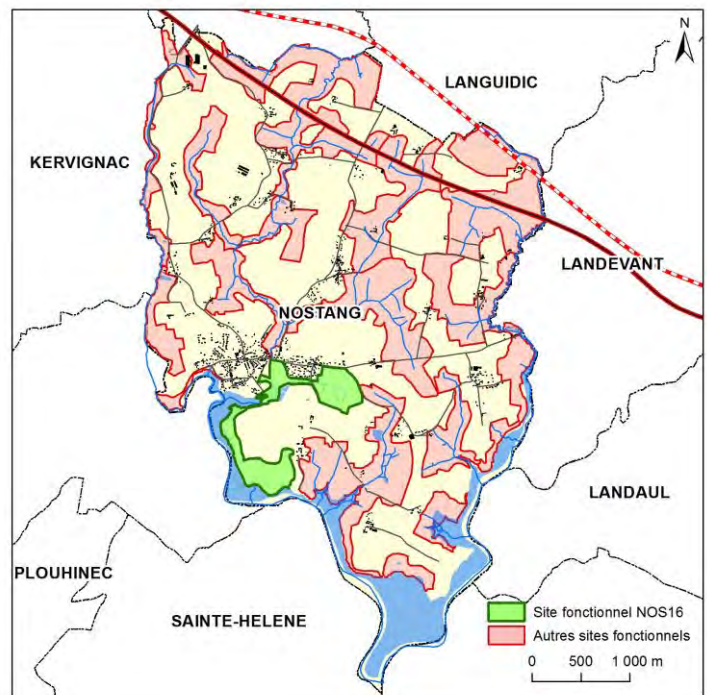 N
LANGUIDIC
KERVIGNAC
LANDEVANT
NOSTANG
LANDAUL
PLOUHINEC
SAINTE-HELENE
Site fonctionnel NOS16
Autres sites fonctionnels
0 500 1 000 m